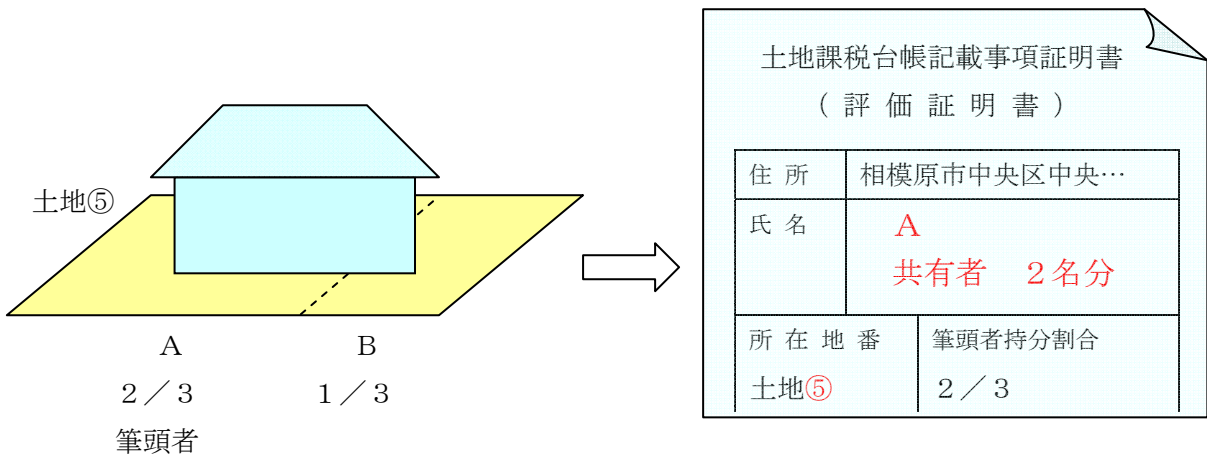 土地⑤
A B
2／3 1／3
筆頭者
土地課税台帳記載事項証明書
（ 評 価 証 明 書 ）
住 所 相模原市中央区中央…
氏 名 A
共有者 2名分
所 在 地 番 筆頭者持分割合
土地⑤ 2／3